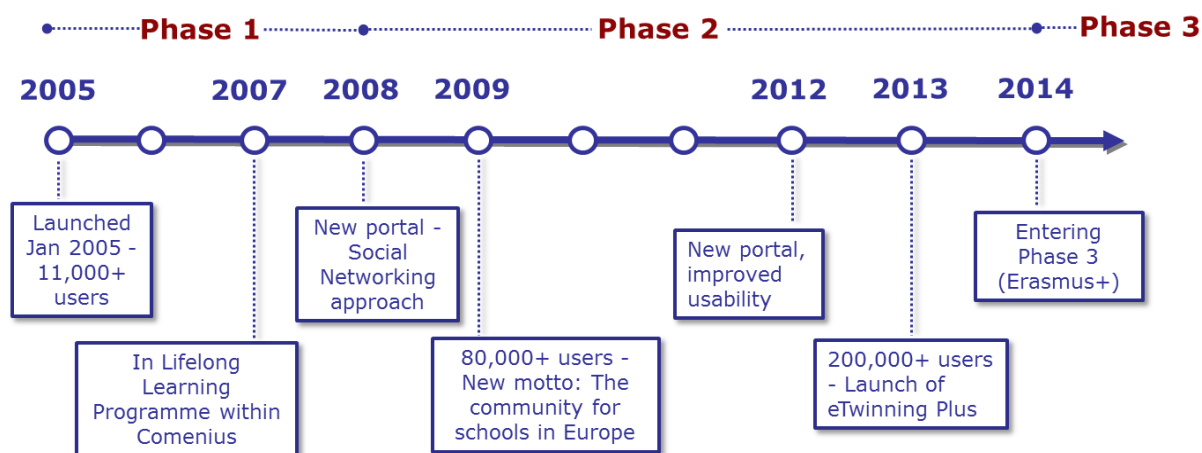 Phase 1 Phase 2 Phase 3
2005 2007 2008 2009 2012 2013 2014
Launched
Jan 2005 -
11,000+
users
In Lifelong
Learning
Programme within
Comenius
New portal -
Social
Networking
approach
80,000+ users -
New motto: The
community for
schools in Europe
New portal,
improved
usability
200,000+ users
- Launch of
eTwinning Plus
Entering
Phase 3
(Erasmus+)